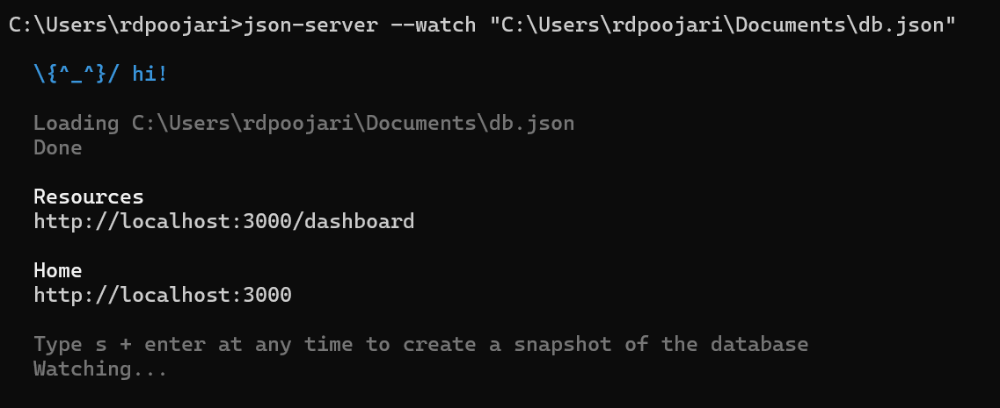 C:\Users\rdpoojari>json-server --watch "C:\Users\rdpoojari\Documents\db.json"
\{^_^}/ hi!
Loading C:\Users\rdpoojari\Documents\db.json
Done
Resources
http://localhost:3000/dashboard
Home
http://localhost:3000
Type s + enter at any time to create a snapshot of the database
Watching...